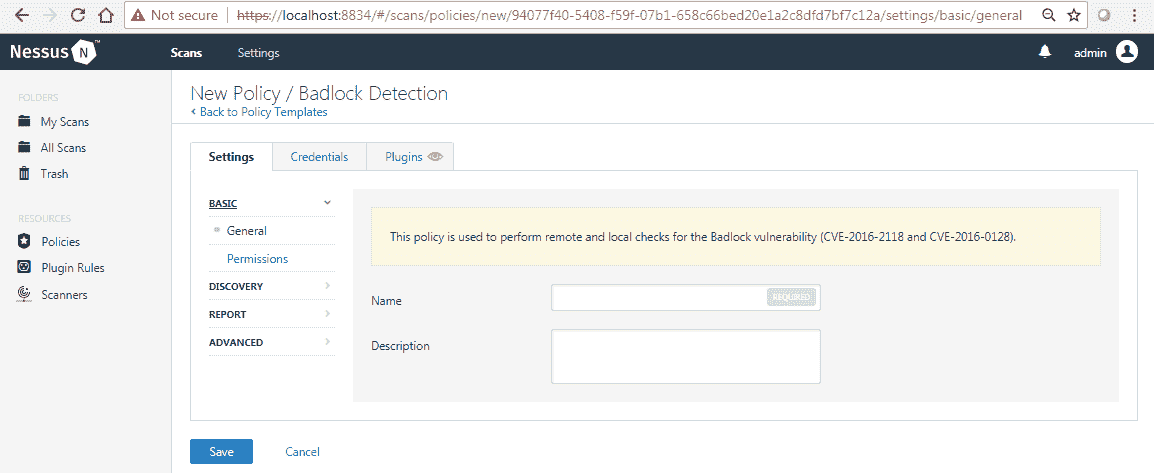 Not secure https://localhost:8834/#/scans/policies/new/94077f40-5408-f59f-07b1-658c66bed20e1a2c8dfd7bf7c12a/settings/basic/general
Nessus N ™ Scans Settings admin
FOLDERS
My Scans
All Scans
Trash
RESOURCES
Policies
Plugin Rules
Scanners
New Policy / Badlock Detection
Back to Policy Templates
Settings Credentials Plugins
BASIC
General
Permissions
DISCOVERY
REPORT
ADVANCED
This policy is used to perform remote and local checks for the Badlock vulnerability (CVE-2016-2118 and CVE-2016-0128).
Name REQUIRED
Description
Save Cancel